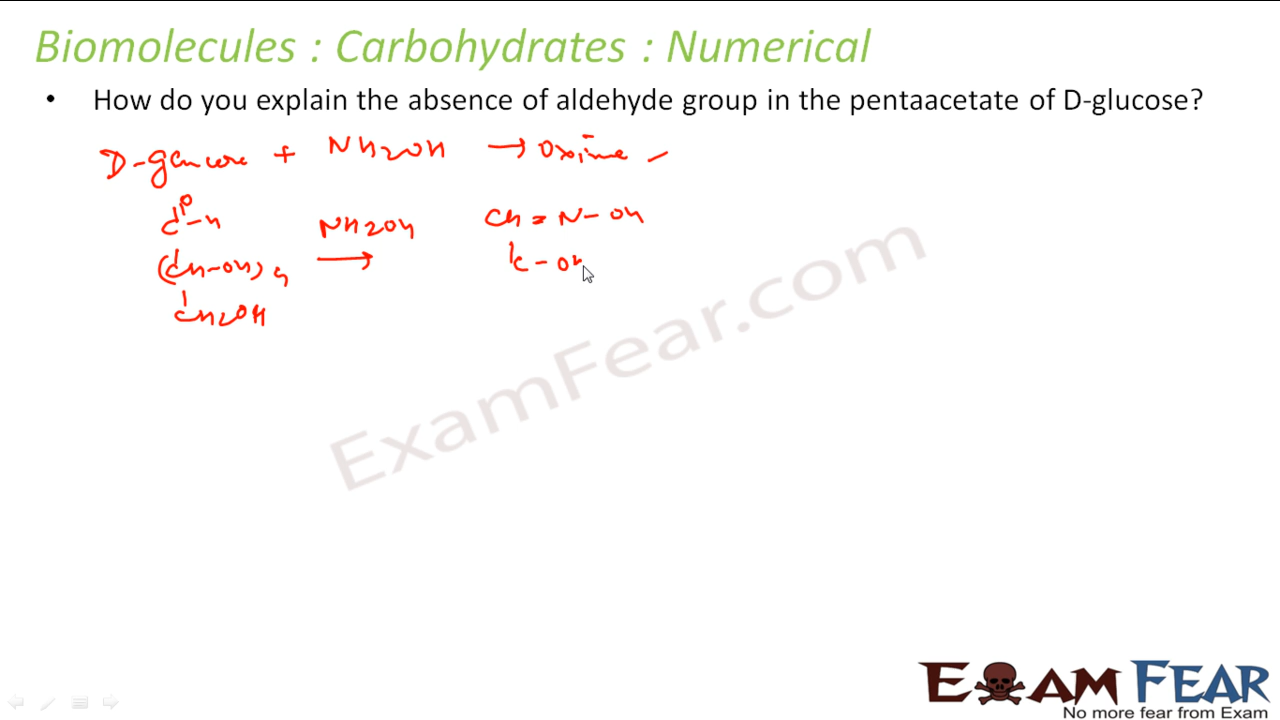 Biomolecules : Carbohydrates : Numerical
• How do you explain the absence of aldehyde group in the pentaacetate of D-glucose?
D-glucose + NH2OH → Oxime
O
C-H NH2OH CH = N-OH
(CH-OH)4 → C-OH
CH2OH
ExamFear.com
EXAM FEAR
No more fear from Exam